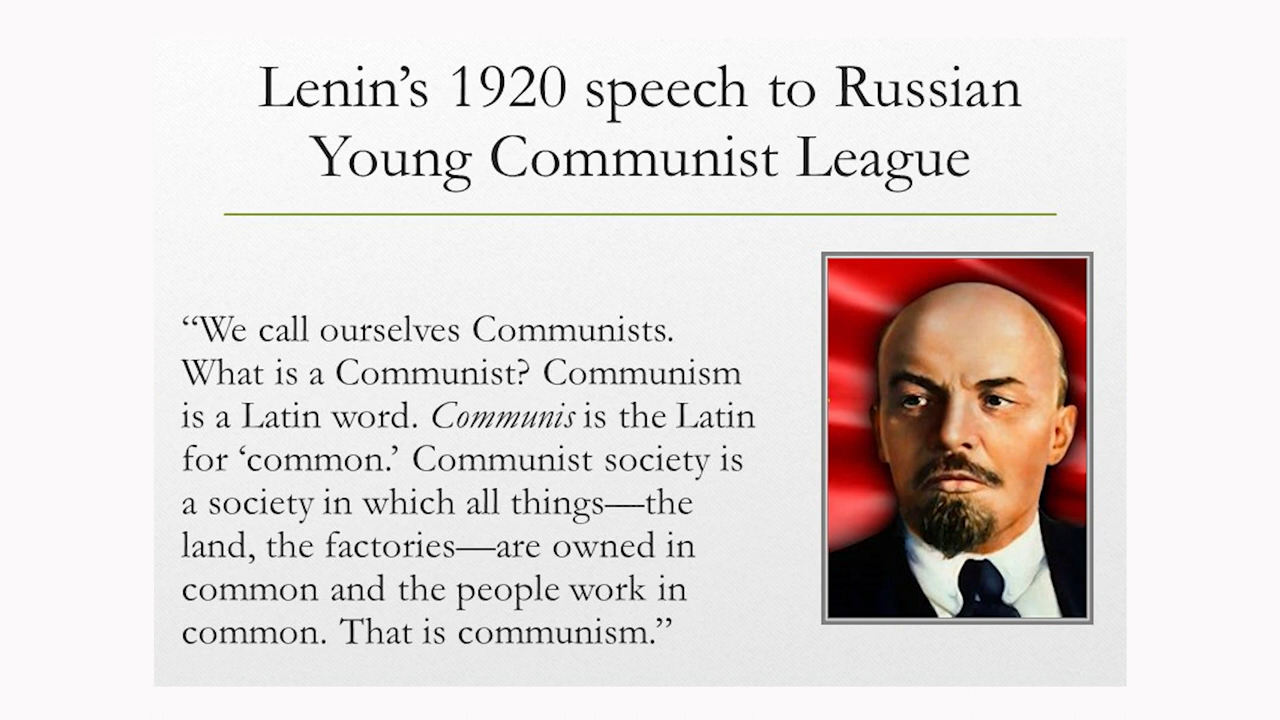 Lenin’s 1920 speech to Russian
Young Communist League
“We call ourselves Communists.
What is a Communist? Communism
is a Latin word. Communis is the Latin
for ‘common.’ Communist society is
a society in which all things—the
land, the factories—are owned in
common and the people work in
common. That is communism.”